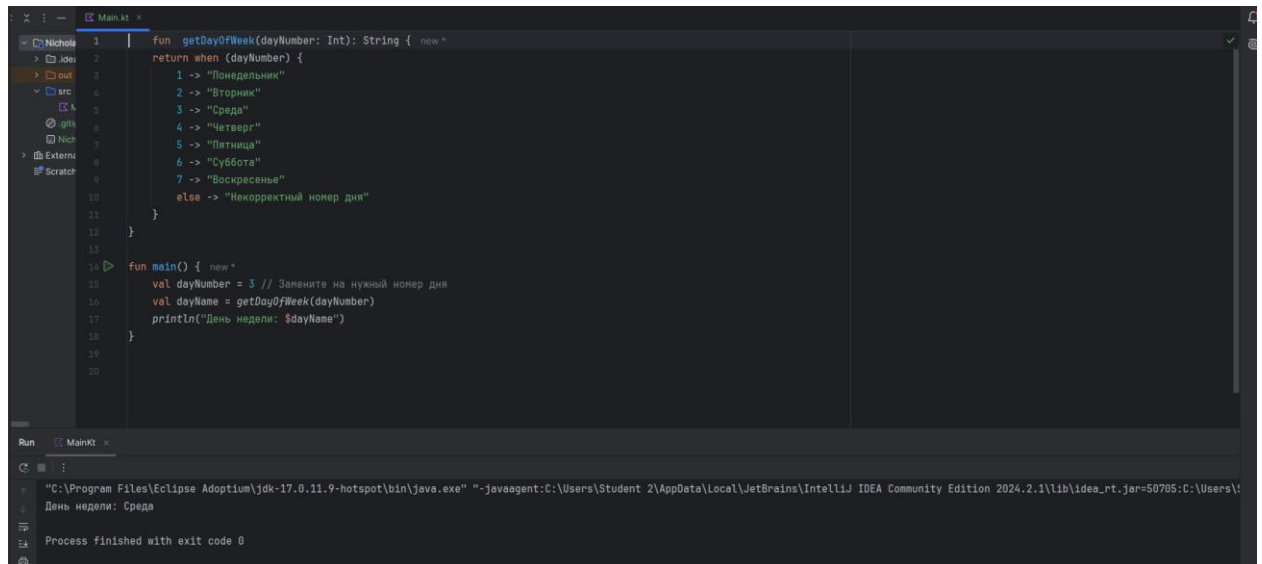 Main.kt
Nichola
1 fun getDayOfWeek(dayNumber: Int): String { new *
.idea
2 return when (dayNumber) {
out
3 1 -> "Понедельник"
src
4 2 -> "Вторник"
M
5 3 -> "Среда"
.gitig
6 4 -> "Четверг"
Nich
7 5 -> "Пятница"
Externa
8 6 -> "Суббота"
Scratch
9 7 -> "Воскресенье"
10 else -> "Некорректный номер дня"
11 }
12 }
13
14 fun main() { new *
15 val dayNumber = 3 // Замените на нужный номер дня
16 val dayName = getDayOfWeek(dayNumber)
17 println("День недели: $dayName")
18 }
19
20
Run MainKt
"C:\Program Files\Eclipse Adoptium\jdk-17.0.11.9-hotspot\bin\java.exe" "-javaagent:C:\Users\Student 2\AppData\Local\JetBrains\IntelliJ IDEA Community Edition 2024.2.1\lib\idea_rt.jar=50705:C:\Users\
День недели: Среда
Process finished with exit code 0